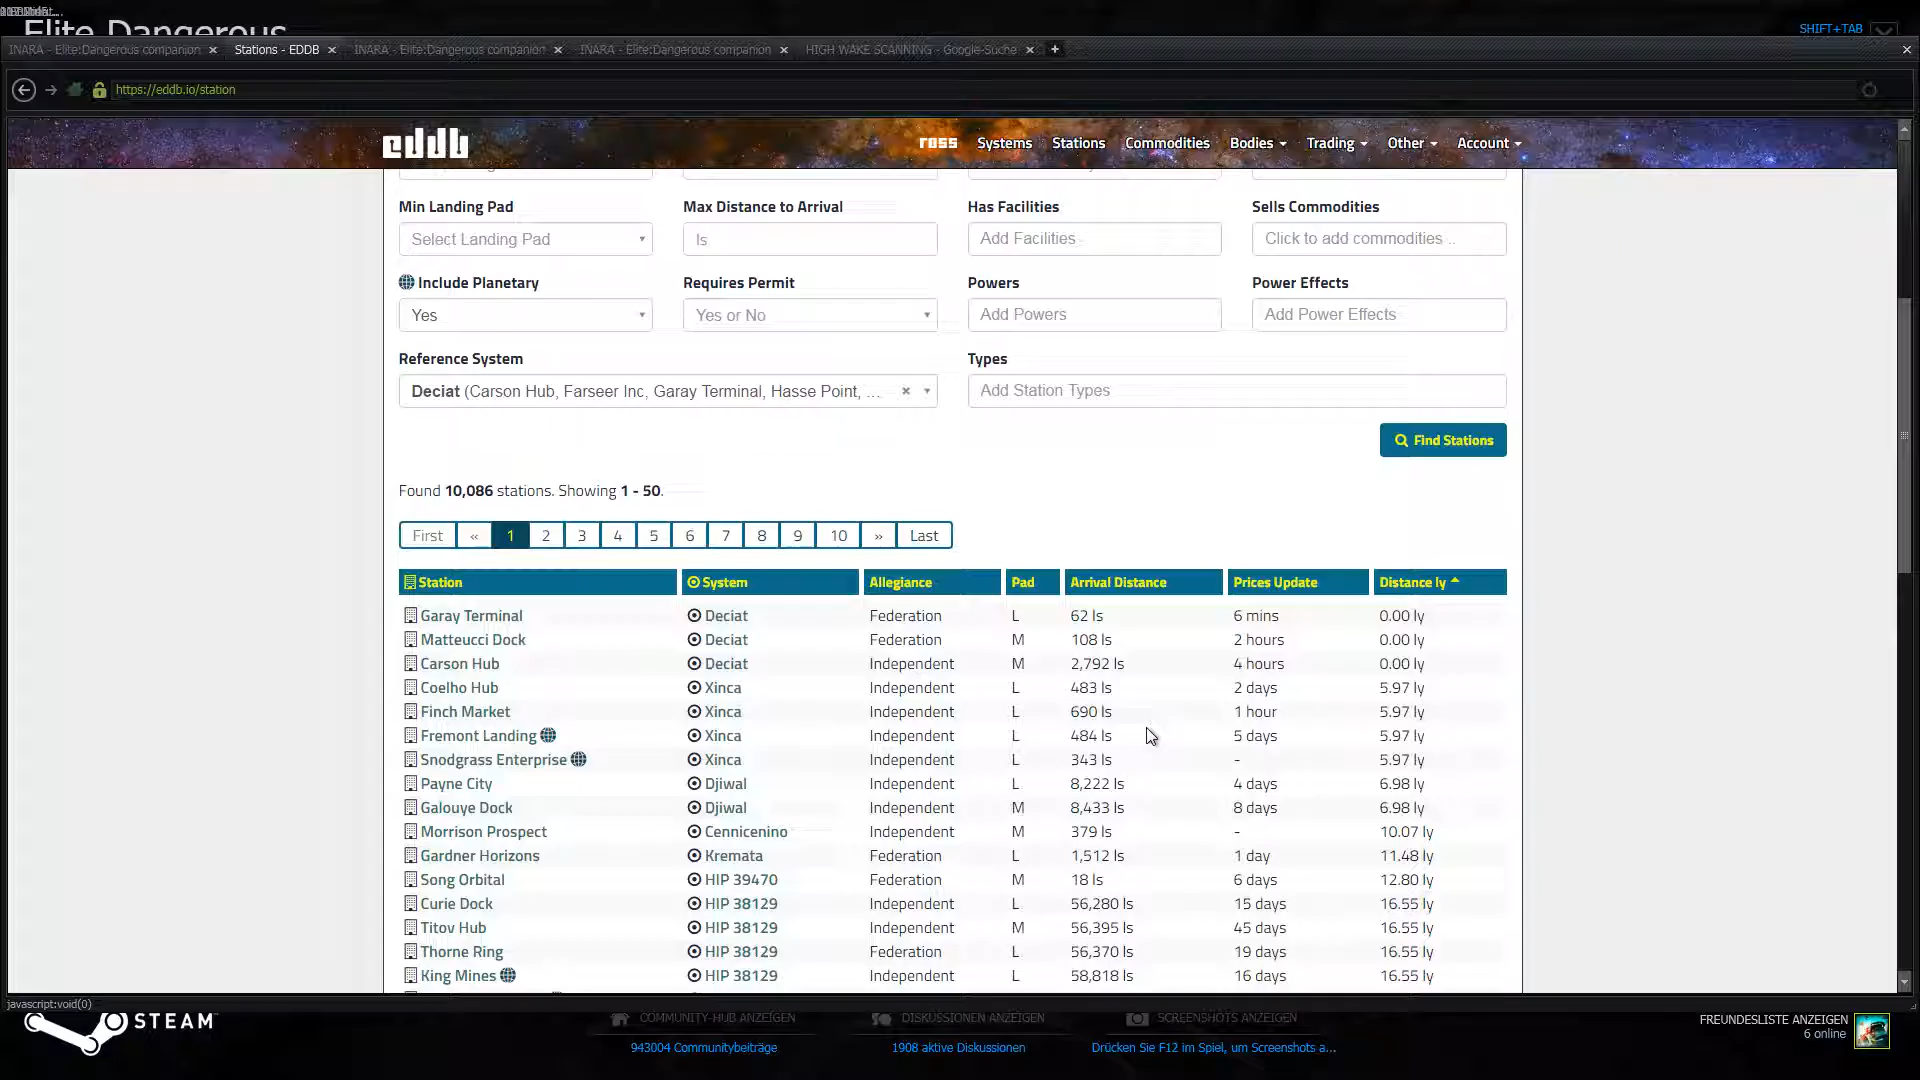 Elite Dangerous
SHIFT+TAB
INARA - Elite:Dangerous companion
Stations - EDDB
INARA - Elite:Dangerous companion
INARA - Elite:Dangerous companion
HIGH WAKE SCANNING - Google-Suche
https://eddb.io/station
eddb
ross Systems Stations Commodities Bodies Trading Other Account
Min Landing Pad Max Distance to Arrival Has Facilities Sells Commodities
Select Landing Pad ls Add Facilities Click to add commodities ..
Include Planetary Requires Permit Powers Power Effects
Yes Yes or No Add Powers Add Power Effects
Reference System Types
Deciat (Carson Hub, Farseer Inc, Garay Terminal, Hasse Point, ... × Add Station Types
Find Stations
Found 10,086 stations. Showing 1 - 50.
First « 1 2 3 4 5 6 7 8 9 10 » Last
Station System Allegiance Pad Arrival Distance Prices Update Distance ly
Garay Terminal Deciat Federation L 62 ls 6 mins 0.00 ly
Matteucci Dock Deciat Federation M 108 ls 2 hours 0.00 ly
Carson Hub Deciat Independent M 2,792 ls 4 hours 0.00 ly
Coelho Hub Xinca Independent L 483 ls 2 days 5.97 ly
Finch Market Xinca Independent L 690 ls 1 hour 5.97 ly
Fremont Landing Xinca Independent L 484 ls 5 days 5.97 ly
Snodgrass Enterprise Xinca Independent L 343 ls - 5.97 ly
Payne City Djiwal Independent L 8,222 ls 4 days 6.98 ly
Galouye Dock Djiwal Independent M 8,433 ls 8 days 6.98 ly
Morrison Prospect Cennicenino Independent M 379 ls - 10.07 ly
Gardner Horizons Kremata Federation L 1,512 ls 1 day 11.48 ly
Song Orbital HIP 39470 Federation M 18 ls 6 days 12.80 ly
Curie Dock HIP 38129 Independent L 56,280 ls 15 days 16.55 ly
Titov Hub HIP 38129 Independent M 56,395 ls 45 days 16.55 ly
Thorne Ring HIP 38129 Federation L 56,370 ls 19 days 16.55 ly
King Mines HIP 38129 Independent L 58,818 ls 16 days 16.55 ly
javascript:void(0)
STEAM
COMMUNITY-HUB ANZEIGEN DISKUSSIONEN ANZEIGEN SCREENSHOTS ANZEIGEN
943004 Communitybeiträge 1908 aktive Diskussionen Drücken Sie F12 im Spiel, um Screenshots a...
FREUNDESLISTE ANZEIGEN
6 online